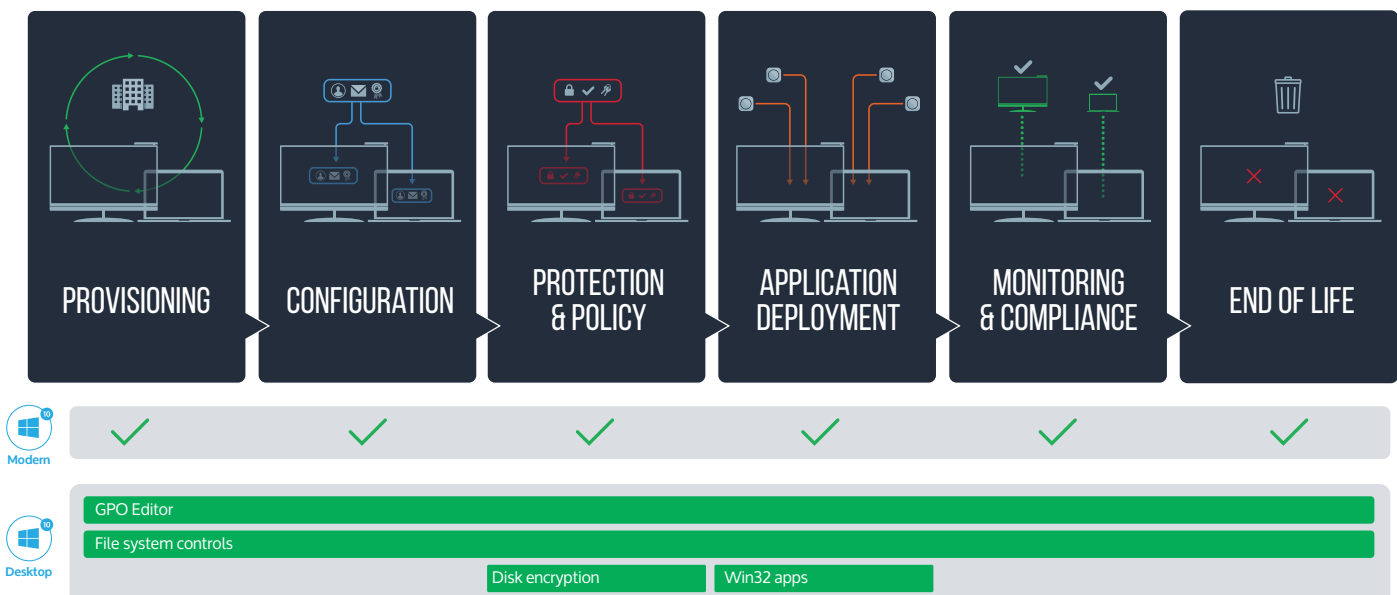 PROVISIONING
CONFIGURATION
PROTECTION
& POLICY
APPLICATION
DEPLOYMENT
MONITORING
& COMPLIANCE
END OF LIFE
10
Modern
10
Desktop
GPO Editor
File system controls
Disk encryption
Win32 apps